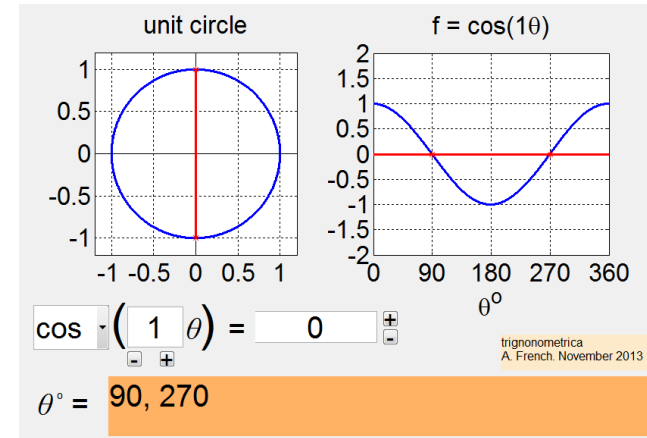 unit circle
f = cos(1θ)
1
0.5
0
-0.5
-1
-1 -0.5 0 0.5 1
2
1.5
1
0.5
0
-0.5
-1
-1.5
-2
0 90 180 270 360
θº
cos ( 1 θ) = 0 + -
- +
trignonometrica
A. French. November 2013
θ° = 90, 270